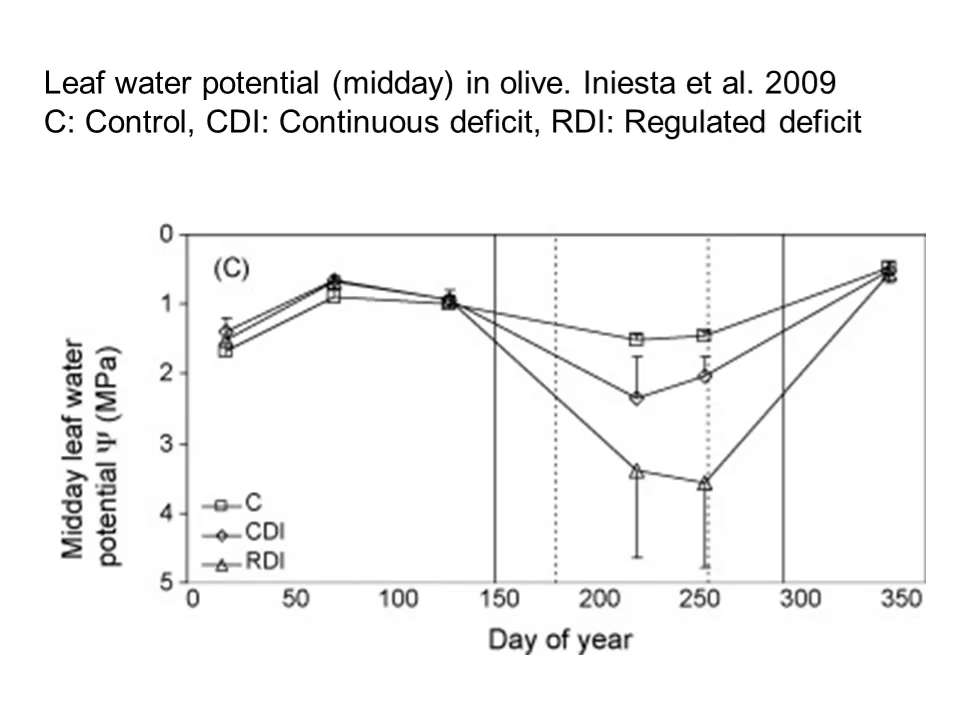 Leaf water potential (midday) in olive. Iniesta et al. 2009
C: Control, CDI: Continuous deficit, RDI: Regulated deficit
(C)
Midday leaf water
potential Ψ (MPa)
0
1
2
3
4
5
C
CDI
RDI
0 50 100 150 200 250 300 350
Day of year